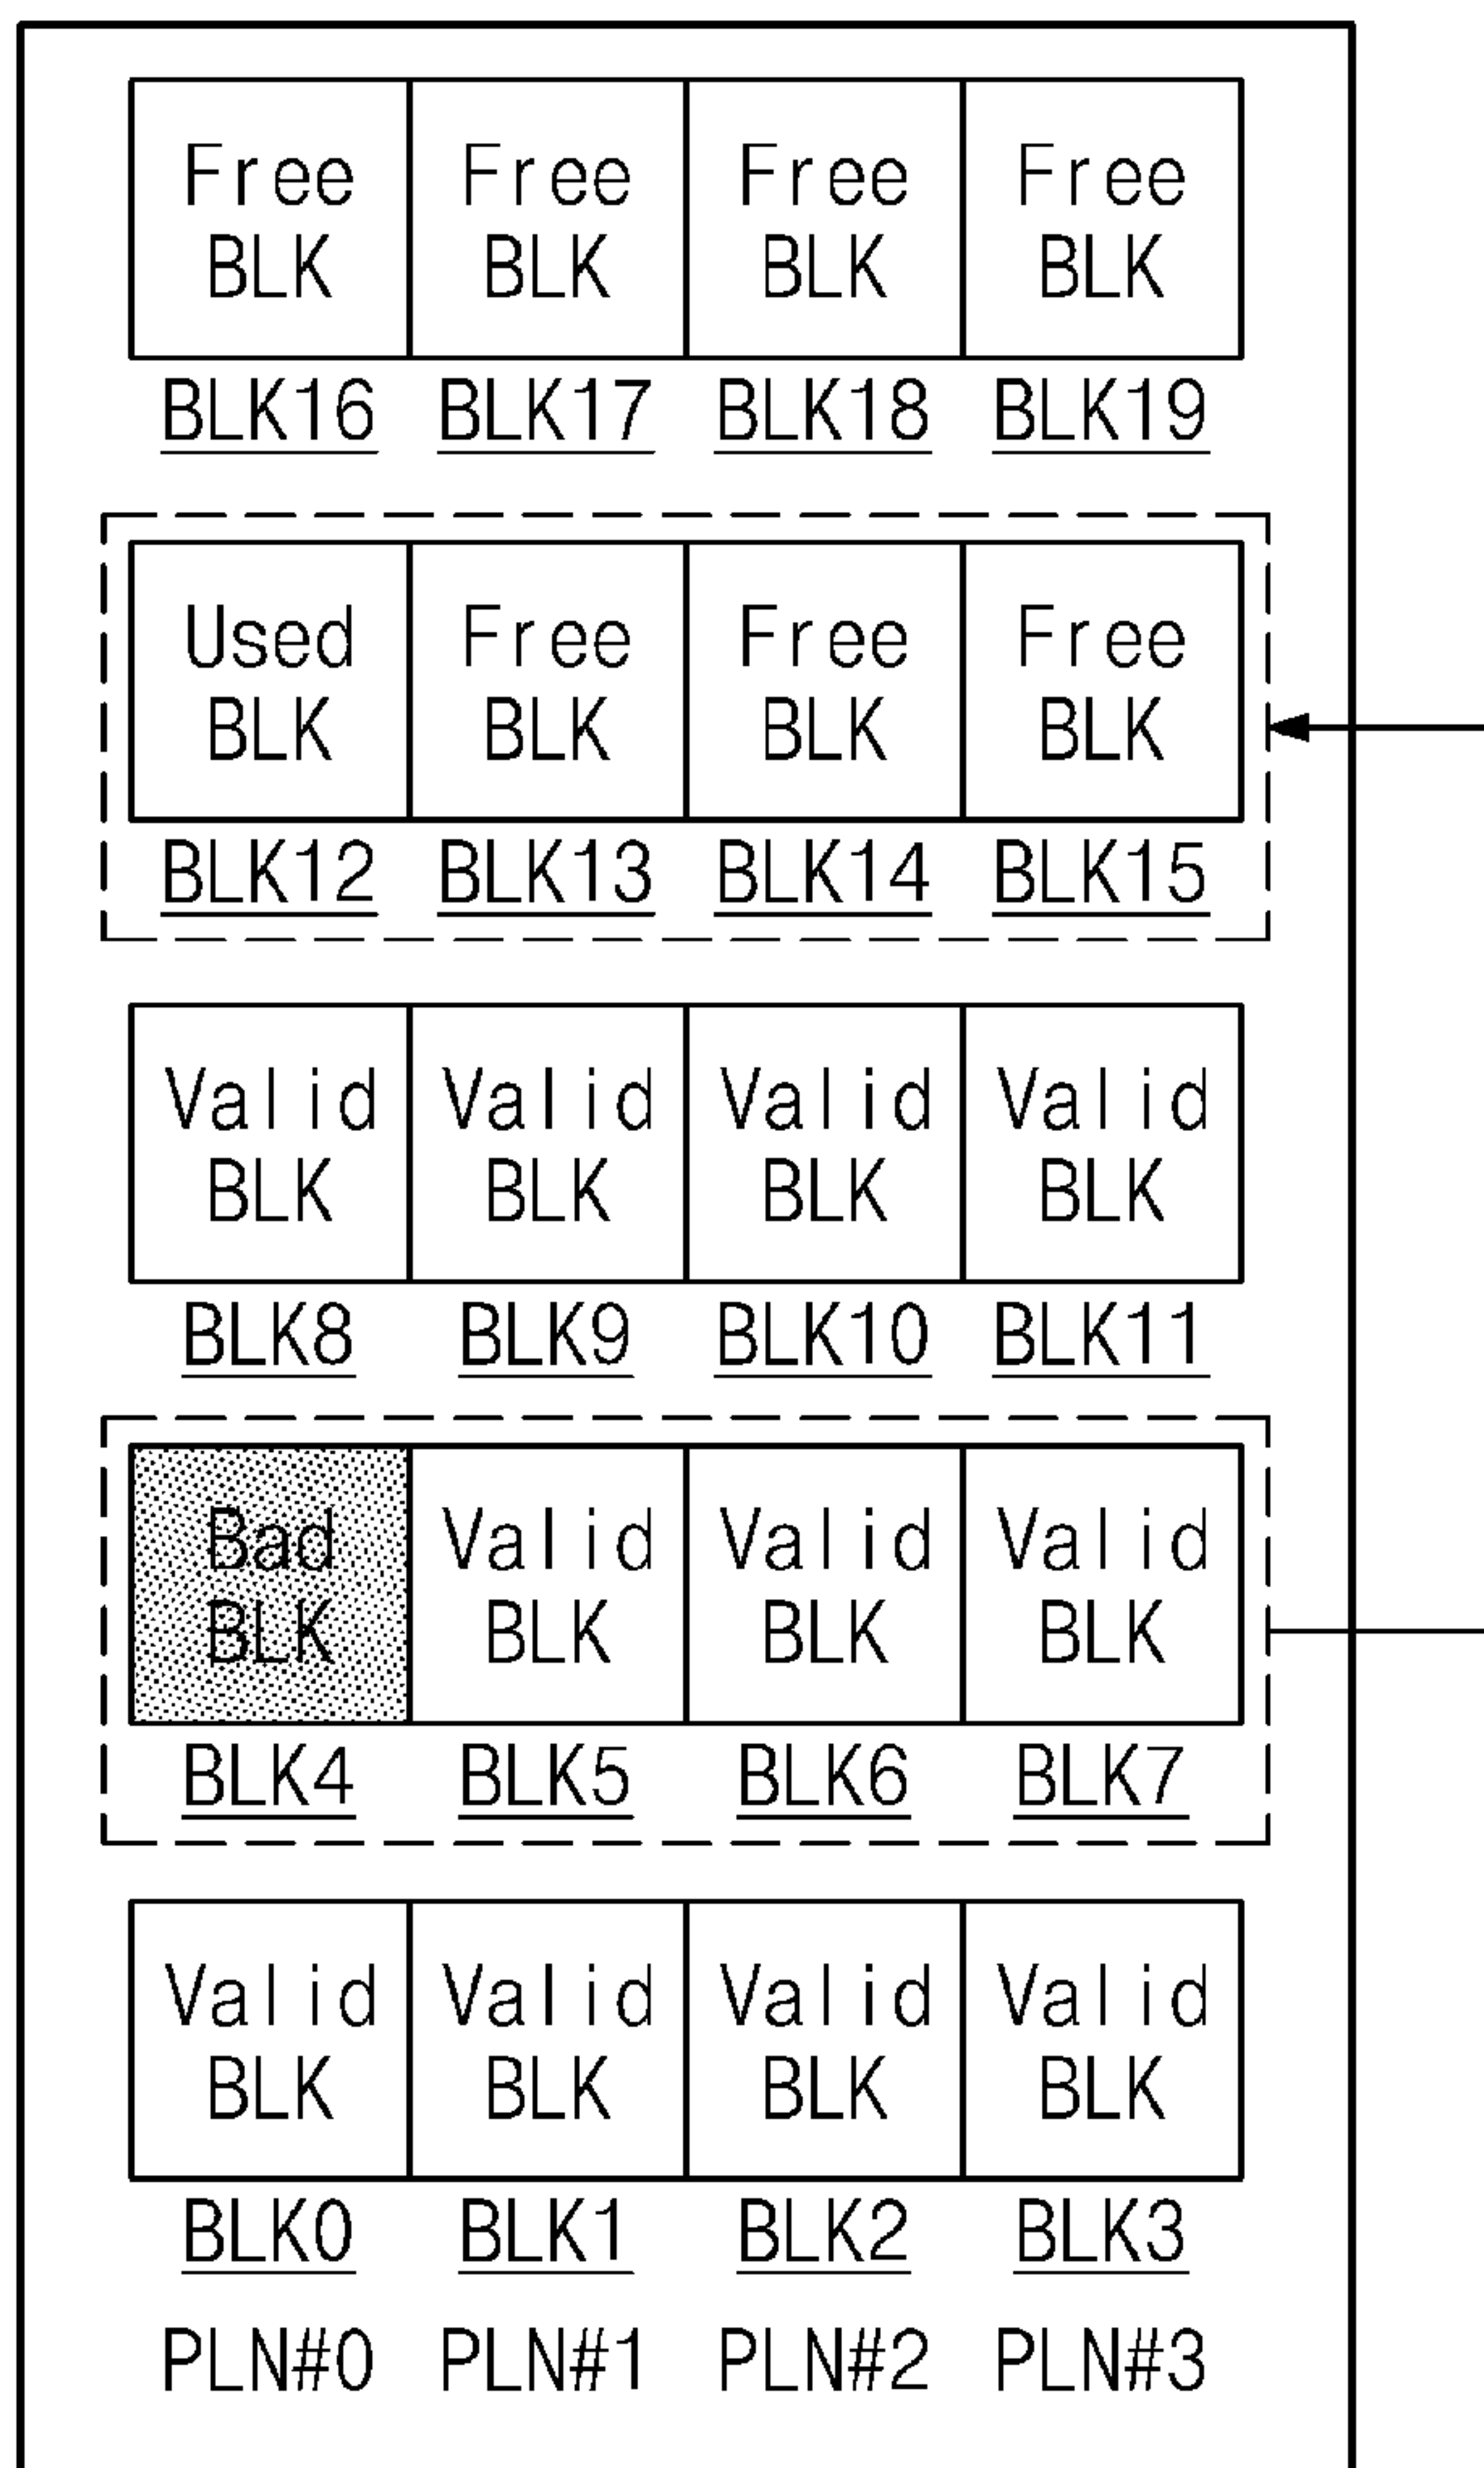 Free Free Free Free
BLK BLK BLK BLK
BLK16 BLK17 BLK18 BLK19
Used Free Free Free
BLK BLK BLK BLK
BLK12 BLK13 BLK14 BLK15
Valid Valid Valid Valid
BLK BLK BLK BLK
BLK8 BLK9 BLK10 BLK11
Bad Valid Valid Valid
BLK BLK BLK BLK
BLK4 BLK5 BLK6 BLK7
Valid Valid Valid Valid
BLK BLK BLK BLK
BLK0 BLK1 BLK2 BLK3
PLN#0 PLN#1 PLN#2 PLN#3